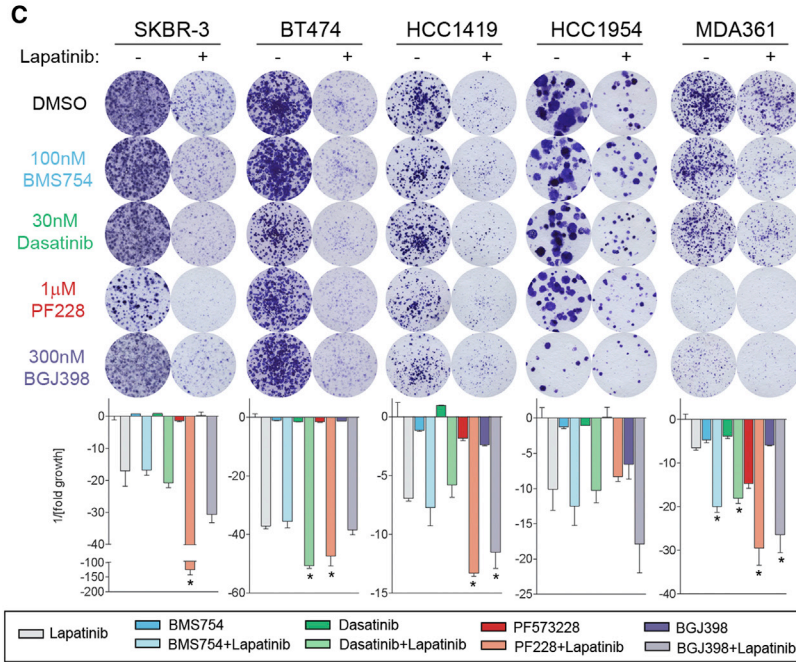 C
SKBR-3 BT474 HCC1419 HCC1954 MDA361
Lapatinib: - + - + - + - + - +
DMSO
100nM
BMS754
30nM
Dasatinib
1μM
PF228
300nM
BGJ398
1/[fold growth]
0
-10
-20
-30
-40
-100
-150
-200
*
0
-20
-40
-60
* *
0
-5
-10
-15
* *
0
-5
-10
-15
-20
-25
0
-10
-20
-30
-40
* * * *
Lapatinib BMS754 Dasatinib PF573228 BGJ398
BMS754+Lapatinib Dasatinib+Lapatinib PF228+Lapatinib BGJ398+Lapatinib